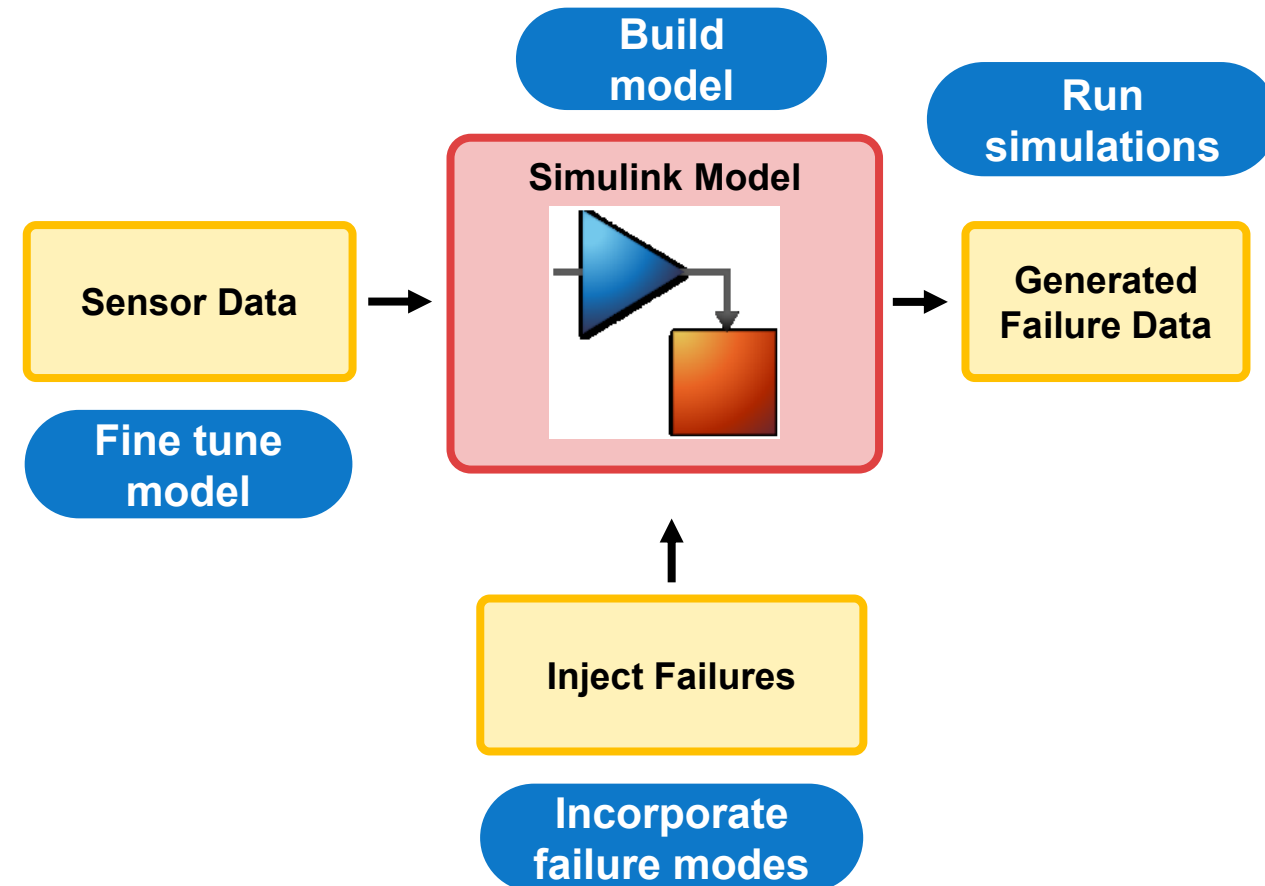 Build
model
Run
simulations
Simulink Model
Sensor Data
Generated
Failure Data
Fine tune
model
Inject Failures
Incorporate
failure modes